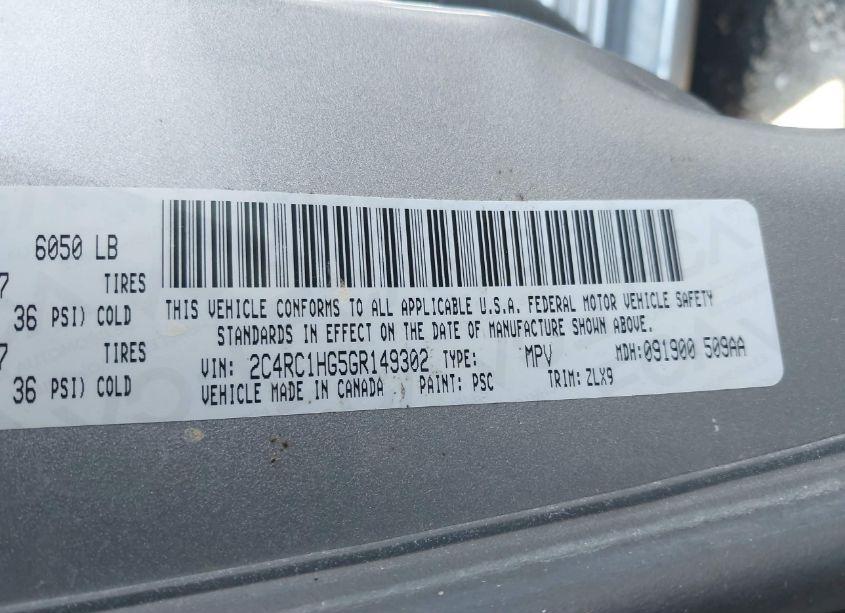 6050 LB
7 TIRES
36 PSI) COLD
7 TIRES
36 PSI) COLD
THIS VEHICLE CONFORMS TO ALL APPLICABLE U.S.A. FEDERAL MOTOR VEHICLE SAFETY
STANDARDS IN EFFECT ON THE DATE OF MANUFACTURE SHOWN ABOVE.
VIN: 2C4RC1HG5GR149302 TYPE: MPV MDH:091900 509AA
VEHICLE MADE IN CANADA PAINT: PSC TRIM: ZLX9